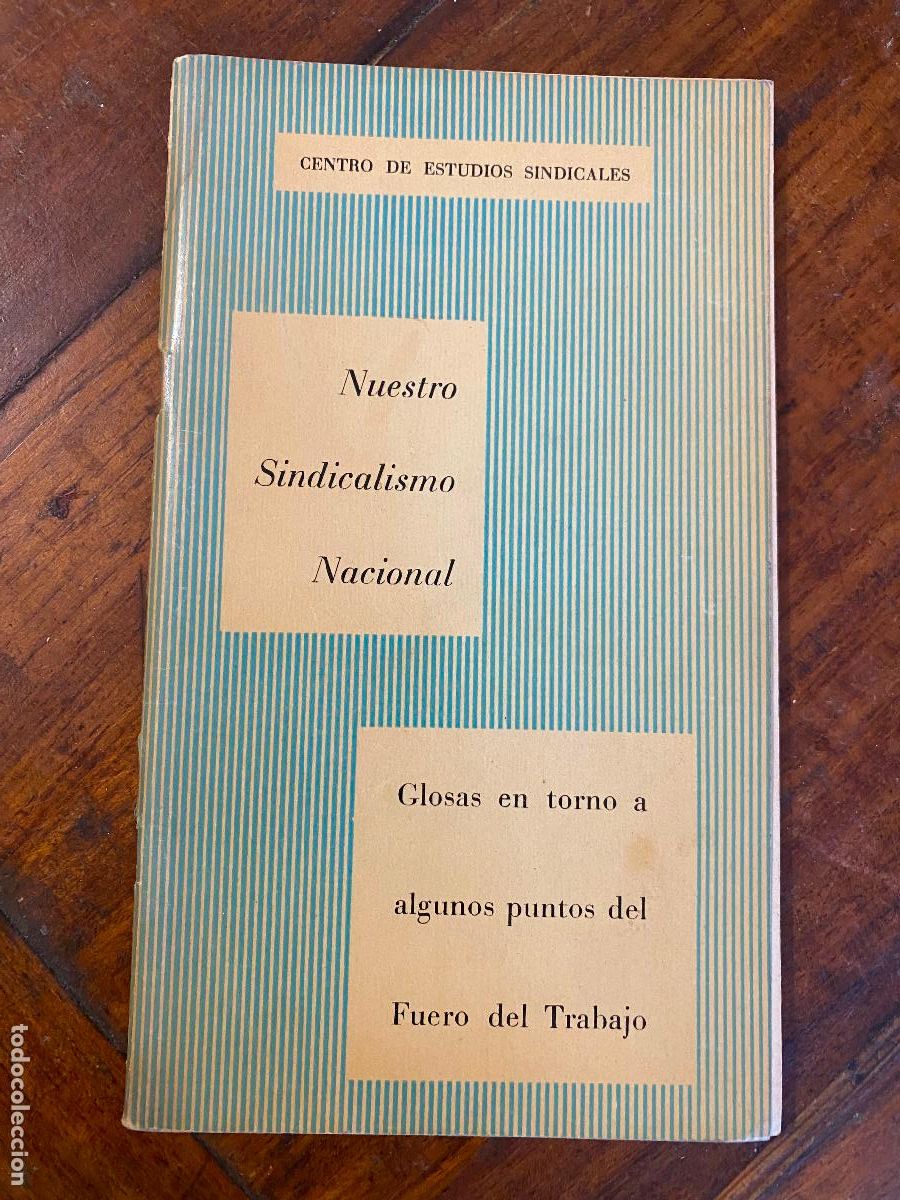 CENTRO DE ESTUDIOS SINDICALES
Nuestro
Sindicalismo
Nacional
Glosas en torno a
algunos puntos del
Fuero del Trabajo
todocoleccion